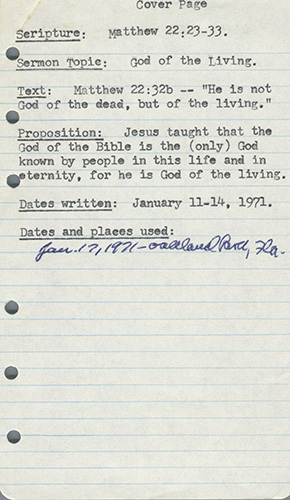 Cover Page
Scripture: Matthew 22:23-33.
Sermon Topic: God of the Living.
Text: Matthew 22:32b -- "He is not
God of the dead, but of the living."
Proposition: Jesus taught that the
God of the Bible is the (only) God
known by people in this life and in
eternity, for he is God of the living.
Dates written: January 11-14, 1971.
Dates and places used:
Jan. 17, 1971 - Oakland Park, Fla.